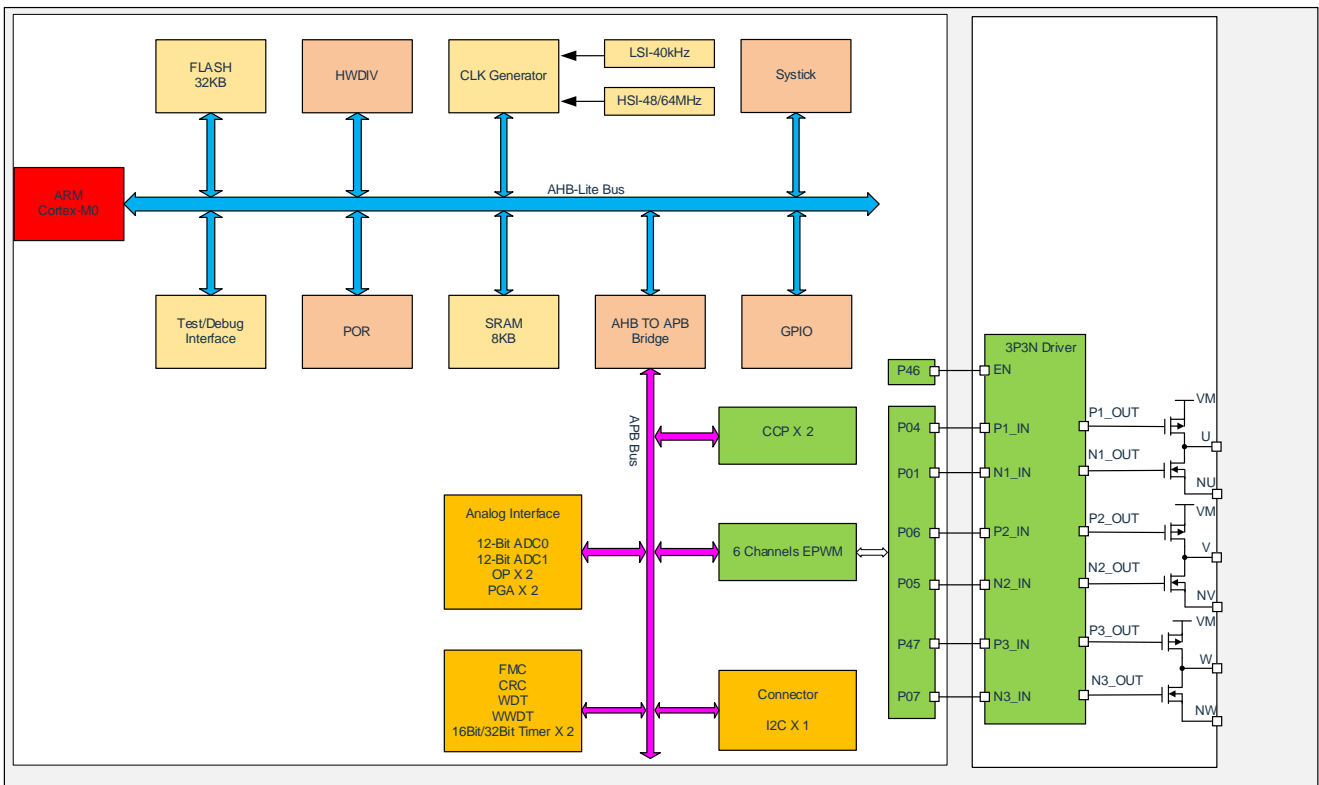 FLASH
32KB
HWDIV
CLK Generator
LSI-40kHz
HSI-48/64MHz
Systick
ARM
Cortex-M0
AHB-Lite Bus
Test/Debug
Interface
POR
SRAM
8KB
AHB TO APB
Bridge
GPIO
APB Bus
CCP X 2
Analog Interface
12-Bit ADC0
12-Bit ADC1
OP X 2
PGA X 2
6 Channels EPWM
FMC
CRC
WDT
WWDT
16Bit/32Bit Timer X 2
Connector
I2C X 1
P46
P04
P01
P06
P05
P47
P07
3P3N Driver
EN
P1_IN
N1_IN
P2_IN
N2_IN
P3_IN
N3_IN
P1_OUT
N1_OUT
P2_OUT
N2_OUT
P3_OUT
N3_OUT
VM
U
NU
VM
V
NV
VM
W
NW